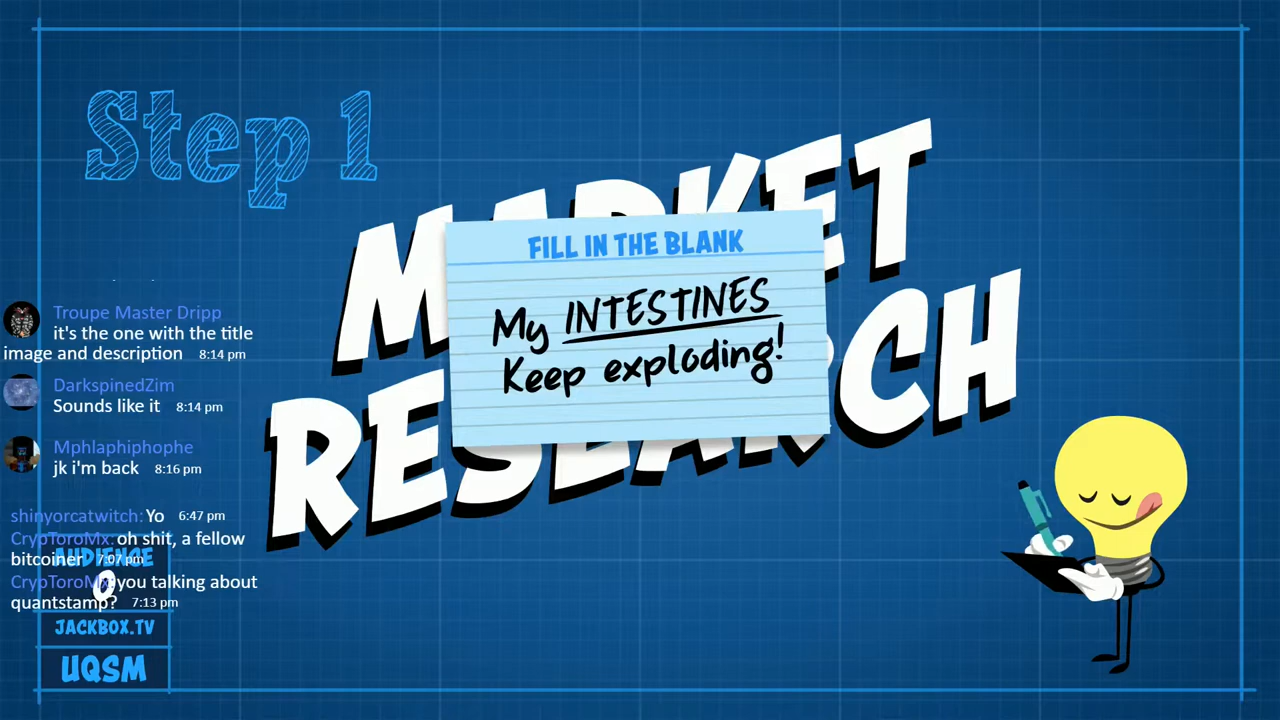 Step 1
MARKET
RESEARCH
FILL IN THE BLANK
My INTESTINES
Keep exploding!
Troupe Master Dripp
it's the one with the title
image and description 8:14 pm
DarkspinedZim
Sounds like it 8:14 pm
Mphlaphiphophe
jk i'm back 8:16 pm
shinyorcatwitch: Yo 6:47 pm
CrypToroMx: oh shit, a fellow
bitcoiner 7:07 pm
AUDIENCE
0
CrypToroMx: you talking about
quantstamp? 7:13 pm
JACKBOX.TV
UQSM